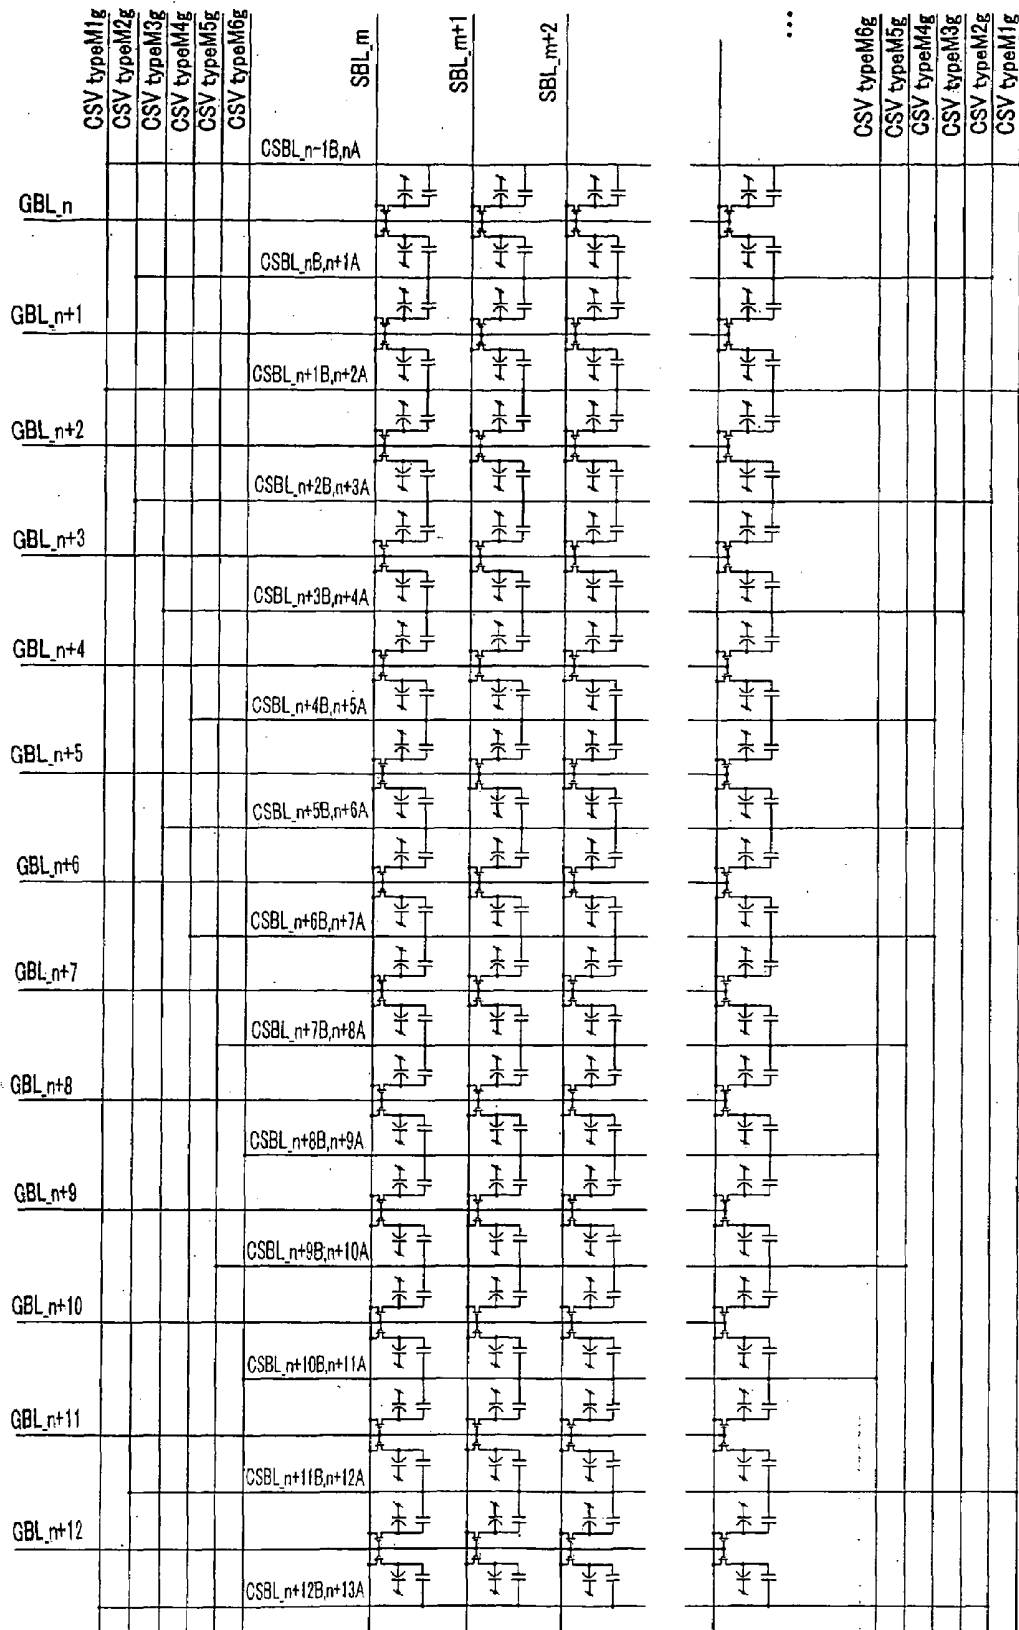 CSV typeM1g
CSV typeM2g
CSV typeM3g
CSV typeM4g
CSV typeM5g
CSV typeM6g
SBL_m
SBL_m+1
SBL_m+2
...
CSV typeM6g
CSV typeM5g
CSV typeM4g
CSV typeM3g
CSV typeM2g
CSV typeM1g
CSBL_n-1B,nA
GBL_n
CSBL_nB,n+1A
GBL_n+1
CSBL_n+1B,n+2A
GBL_n+2
CSBL_n+2B,n+3A
GBL_n+3
CSBL_n+3B,n+4A
GBL_n+4
CSBL_n+4B,n+5A
GBL_n+5
CSBL_n+5B,n+6A
GBL_n+6
CSBL_n+6B,n+7A
GBL_n+7
CSBL_n+7B,n+8A
GBL_n+8
CSBL_n+8B,n+9A
GBL_n+9
CSBL_n+9B,n+10A
GBL_n+10
CSBL_n+10B,n+11A
GBL_n+11
CSBL_n+11B,n+12A
GBL_n+12
CSBL_n+12B,n+13A